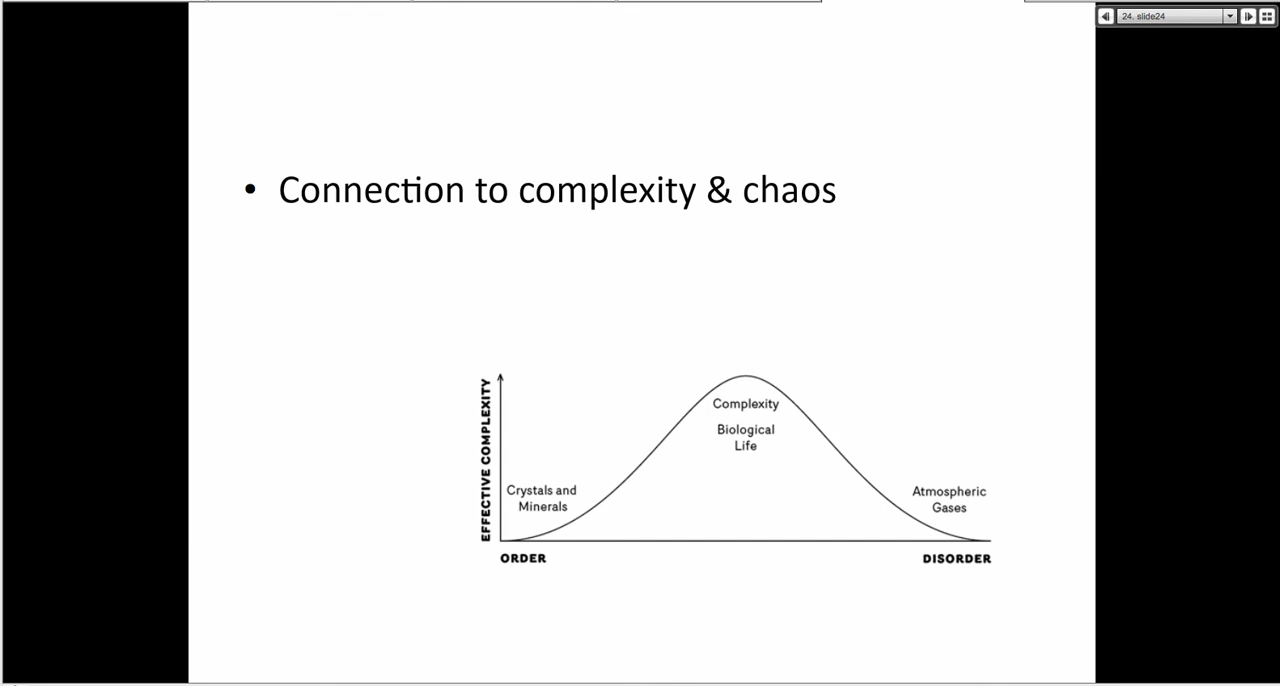 24. slide24
• Connection to complexity & chaos
EFFECTIVE COMPLEXITY
Complexity
Biological
Life
Crystals and
Minerals
Atmospheric
Gases
ORDER
DISORDER